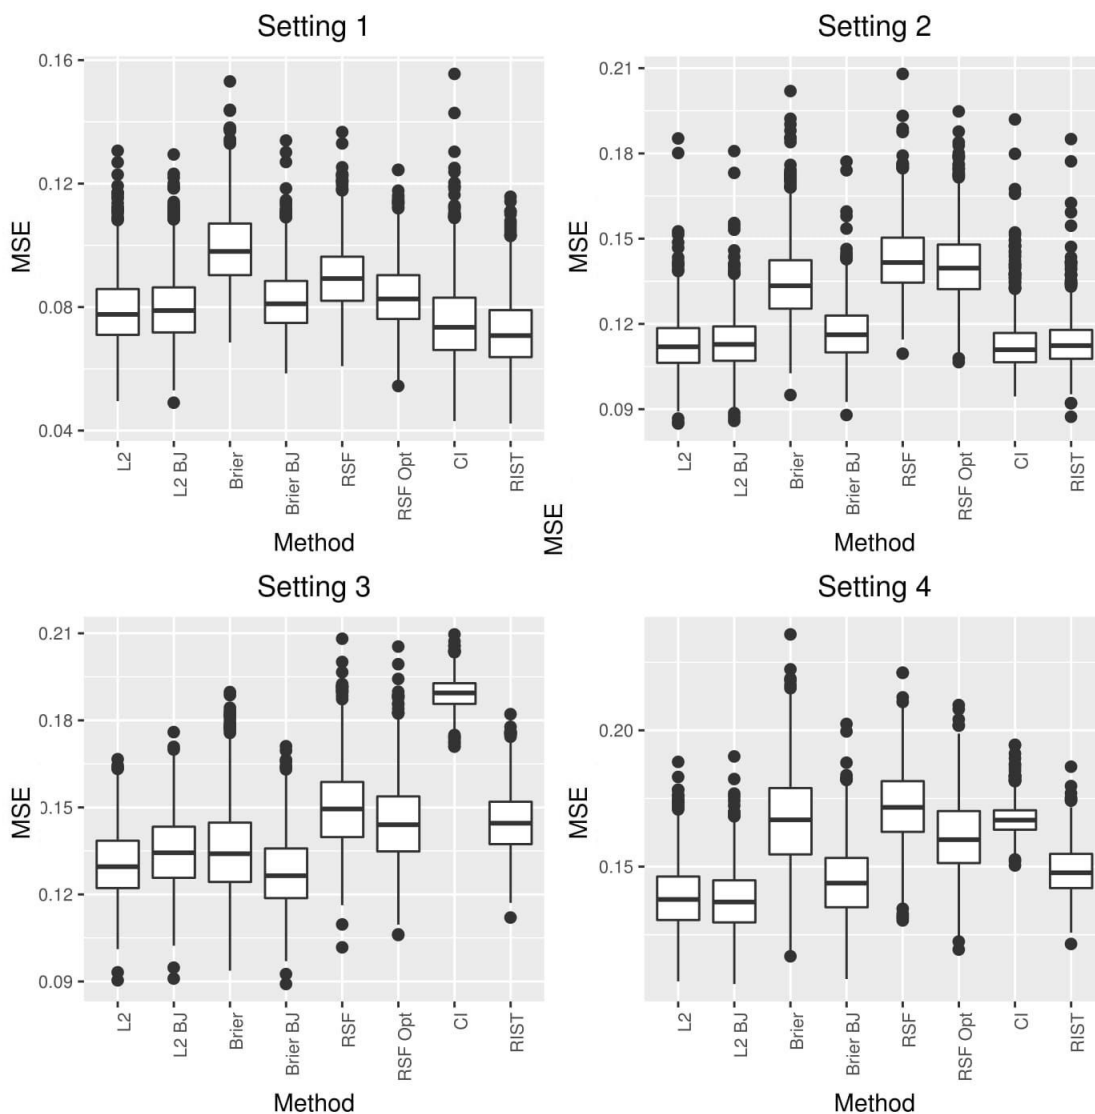 Setting 1
0.16
0.12
0.08
0.04
MSE
L2
L2 BJ
Brier
Brier BJ
RSF
RSF Opt
CI
RIST
Method
Setting 2
0.21
0.18
0.15
0.12
0.09
MSE
L2
L2 BJ
Brier
Brier BJ
RSF
RSF Opt
CI
RIST
Method
MSE
Setting 3
0.21
0.18
0.15
0.12
0.09
MSE
L2
L2 BJ
Brier
Brier BJ
RSF
RSF Opt
CI
RIST
Method
Setting 4
0.20
0.15
MSE
L2
L2 BJ
Brier
Brier BJ
RSF
RSF Opt
CI
RIST
Method